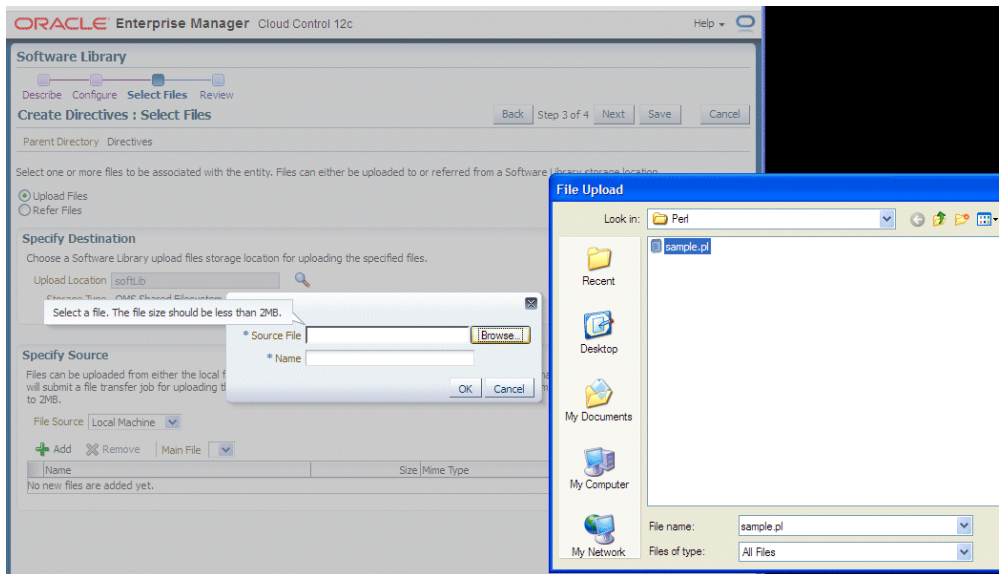 ORACLE Enterprise Manager Cloud Control 12c
Help
Software Library
Describe Configure Select Files Review
Create Directives : Select Files
Back Step 3 of 4 Next Save Cancel
Parent Directory Directives
Select one or more files to be associated with the entity. Files can either be uploaded to or referred from a Software Library storage location.
Upload Files
Refer Files
Specify Destination
Choose a Software Library upload files storage location for uploading the specified files.
Upload Location softLib
Storage Type OMS Shared Filesystem
Select a file. The file size should be less than 2MB.
* Source File Browse...
* Name
OK Cancel
Specify Source
Files can be uploaded from either the local
will submit a file transfer job for uploading
to 2MB.
File Source Local Machine
Add Remove Main File
Name Size Mime Type
No new files are added yet.
File Upload
Look in: Perl
sample.pl
Recent
Desktop
My Documents
My Computer
My Network
File name: sample.pl
Files of type: All Files